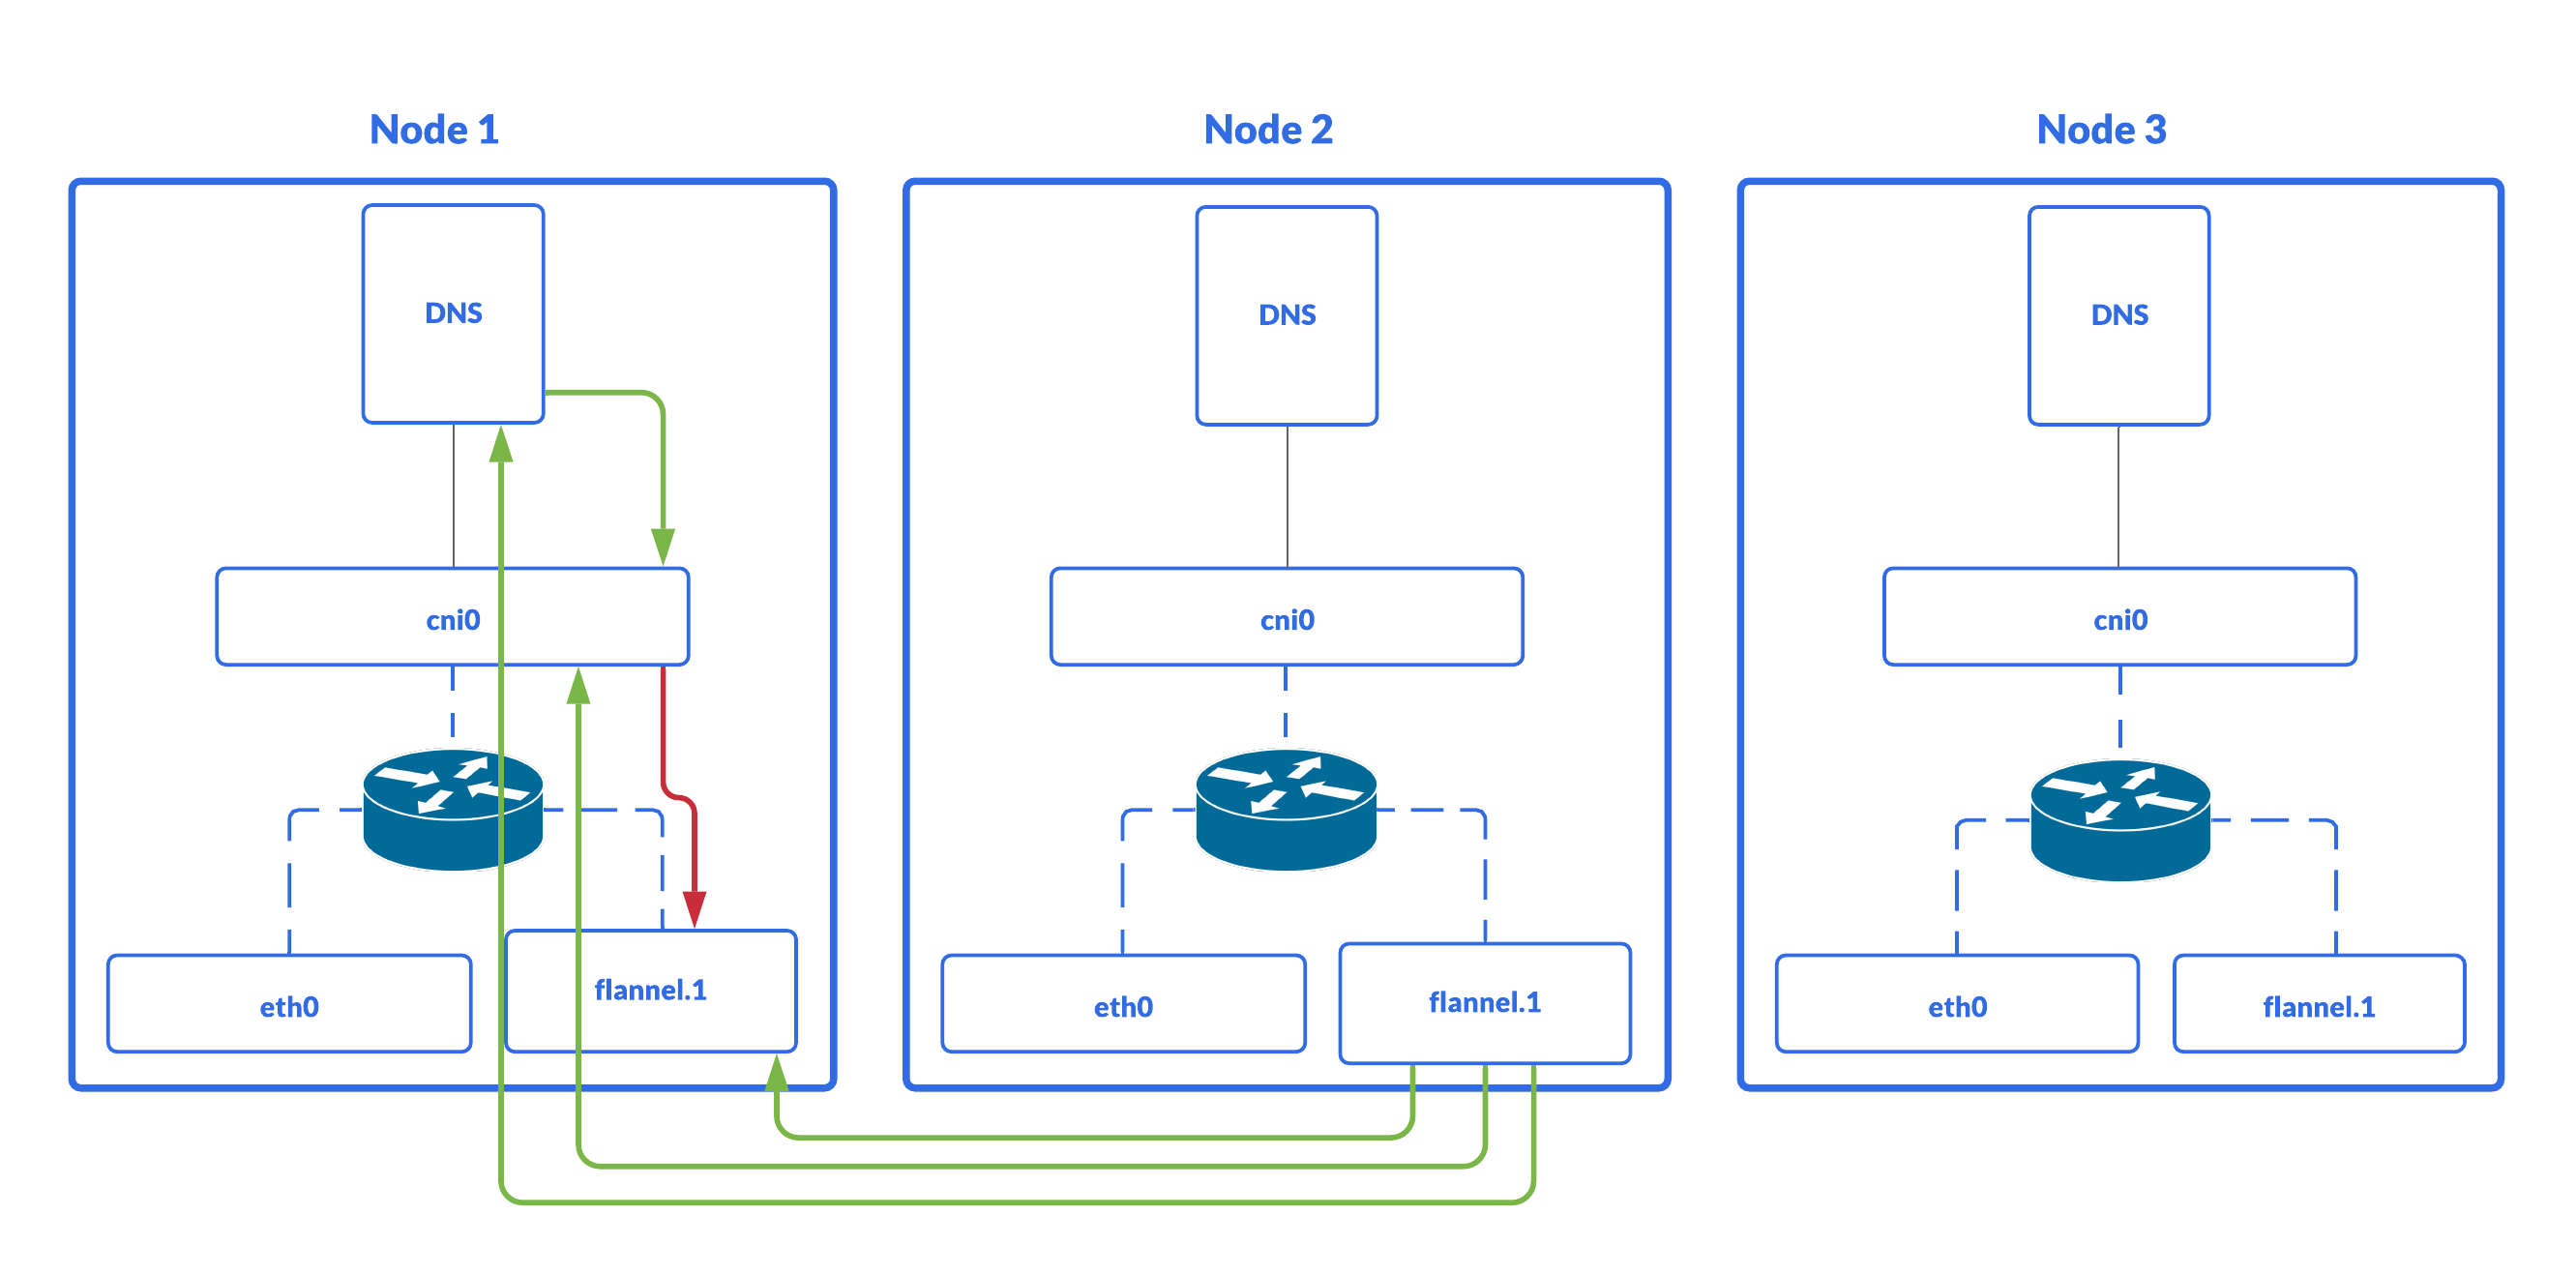 Node 1
Node 2
Node 3
DNS
DNS
DNS
cni0
cni0
cni0
eth0
flannel.1
eth0
flannel.1
eth0
flannel.1